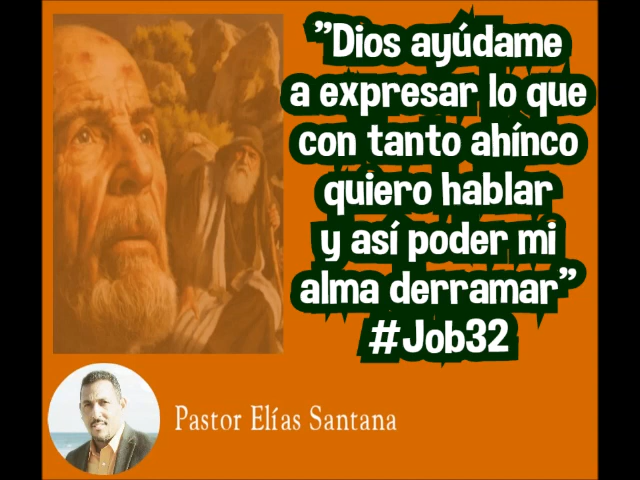 "Dios ayúdame
a expresar lo que
con tanto ahínco
quiero hablar
y así poder mi
alma derramar"
#Job32
Pastor Elías Santana